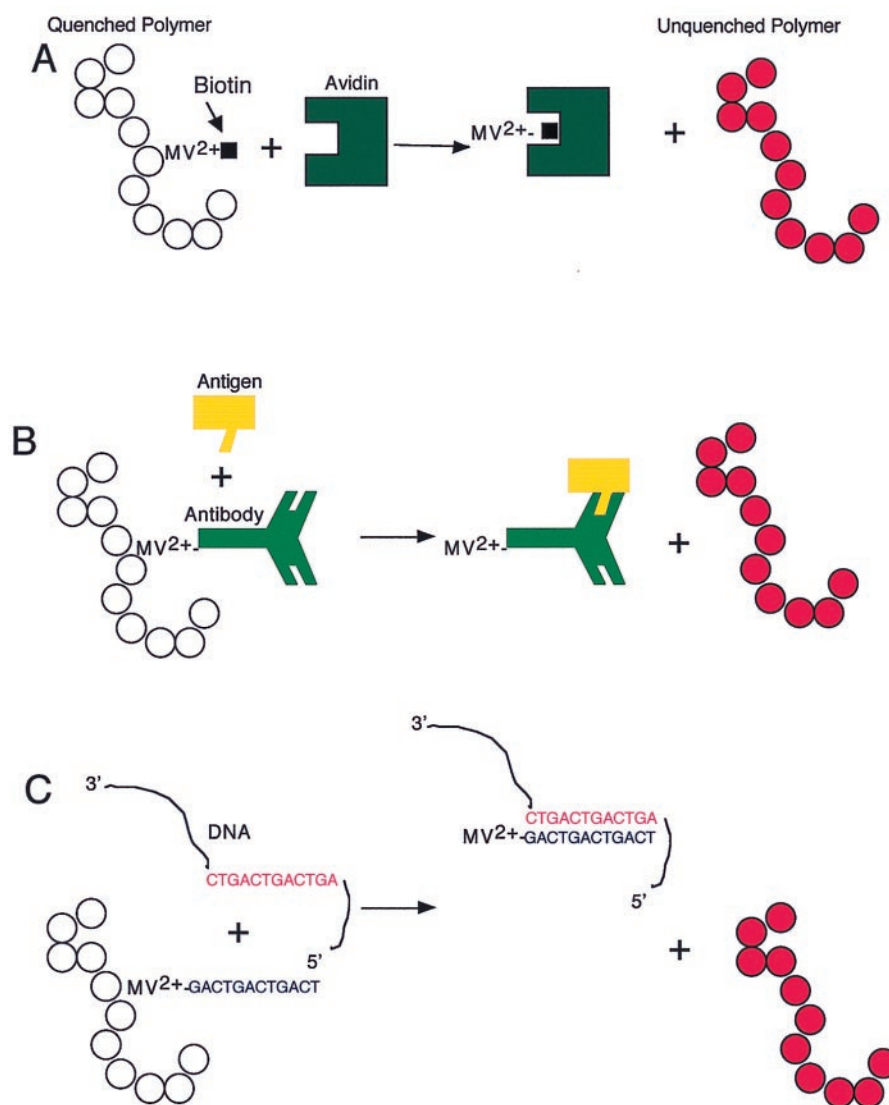 Quenched Polymer
Unquenched Polymer
A
Biotin
Avidin
MV2+
+
MV2+-
+
Antigen
B
+
Antibody
MV2+-
MV2+-
+
3'
C
3'
DNA
CTGACTGACTGA
MV2+-GACTGACTGACT
CTGACTGACTGA
5'
+
5'
MV2+-GACTGACTGACT
+